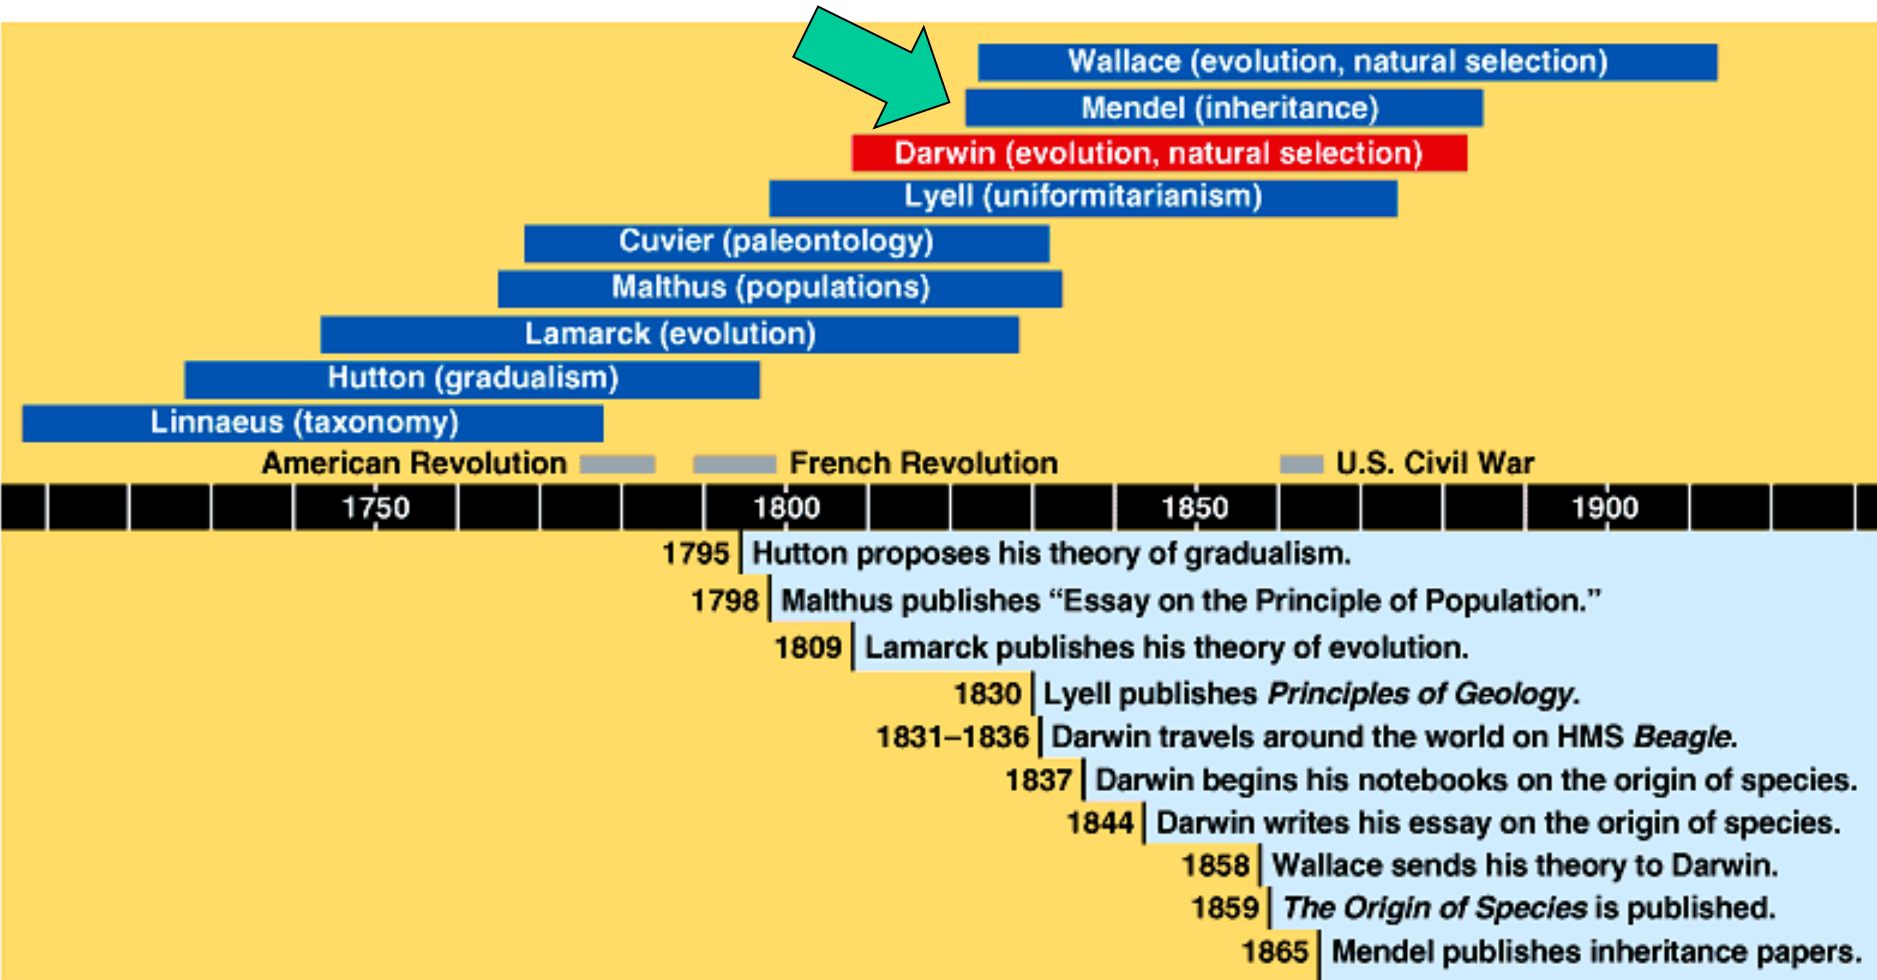 Wallace (evolution, natural selection)
Mendel (inheritance)
Darwin (evolution, natural selection)
Lyell (uniformitarianism)
Cuvier (paleontology)
Malthus (populations)
Lamarck (evolution)
Hutton (gradualism)
Linnaeus (taxonomy)
American Revolution French Revolution U.S. Civil War
1750 1800 1850 1900
1795 Hutton proposes his theory of gradualism.
1798 Malthus publishes “Essay on the Principle of Population.”
1809 Lamarck publishes his theory of evolution.
1830 Lyell publishes Principles of Geology.
1831–1836 Darwin travels around the world on HMS Beagle.
1837 Darwin begins his notebooks on the origin of species.
1844 Darwin writes his essay on the origin of species.
1858 Wallace sends his theory to Darwin.
1859 The Origin of Species is published.
1865 Mendel publishes inheritance papers.